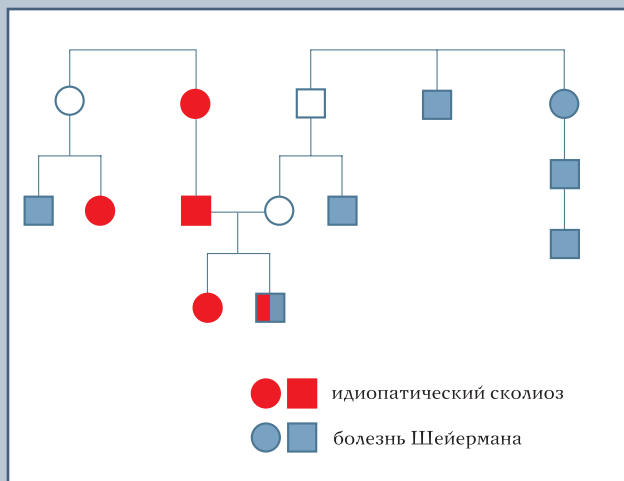 идиопатический сколиоз
болезнь Шейермана